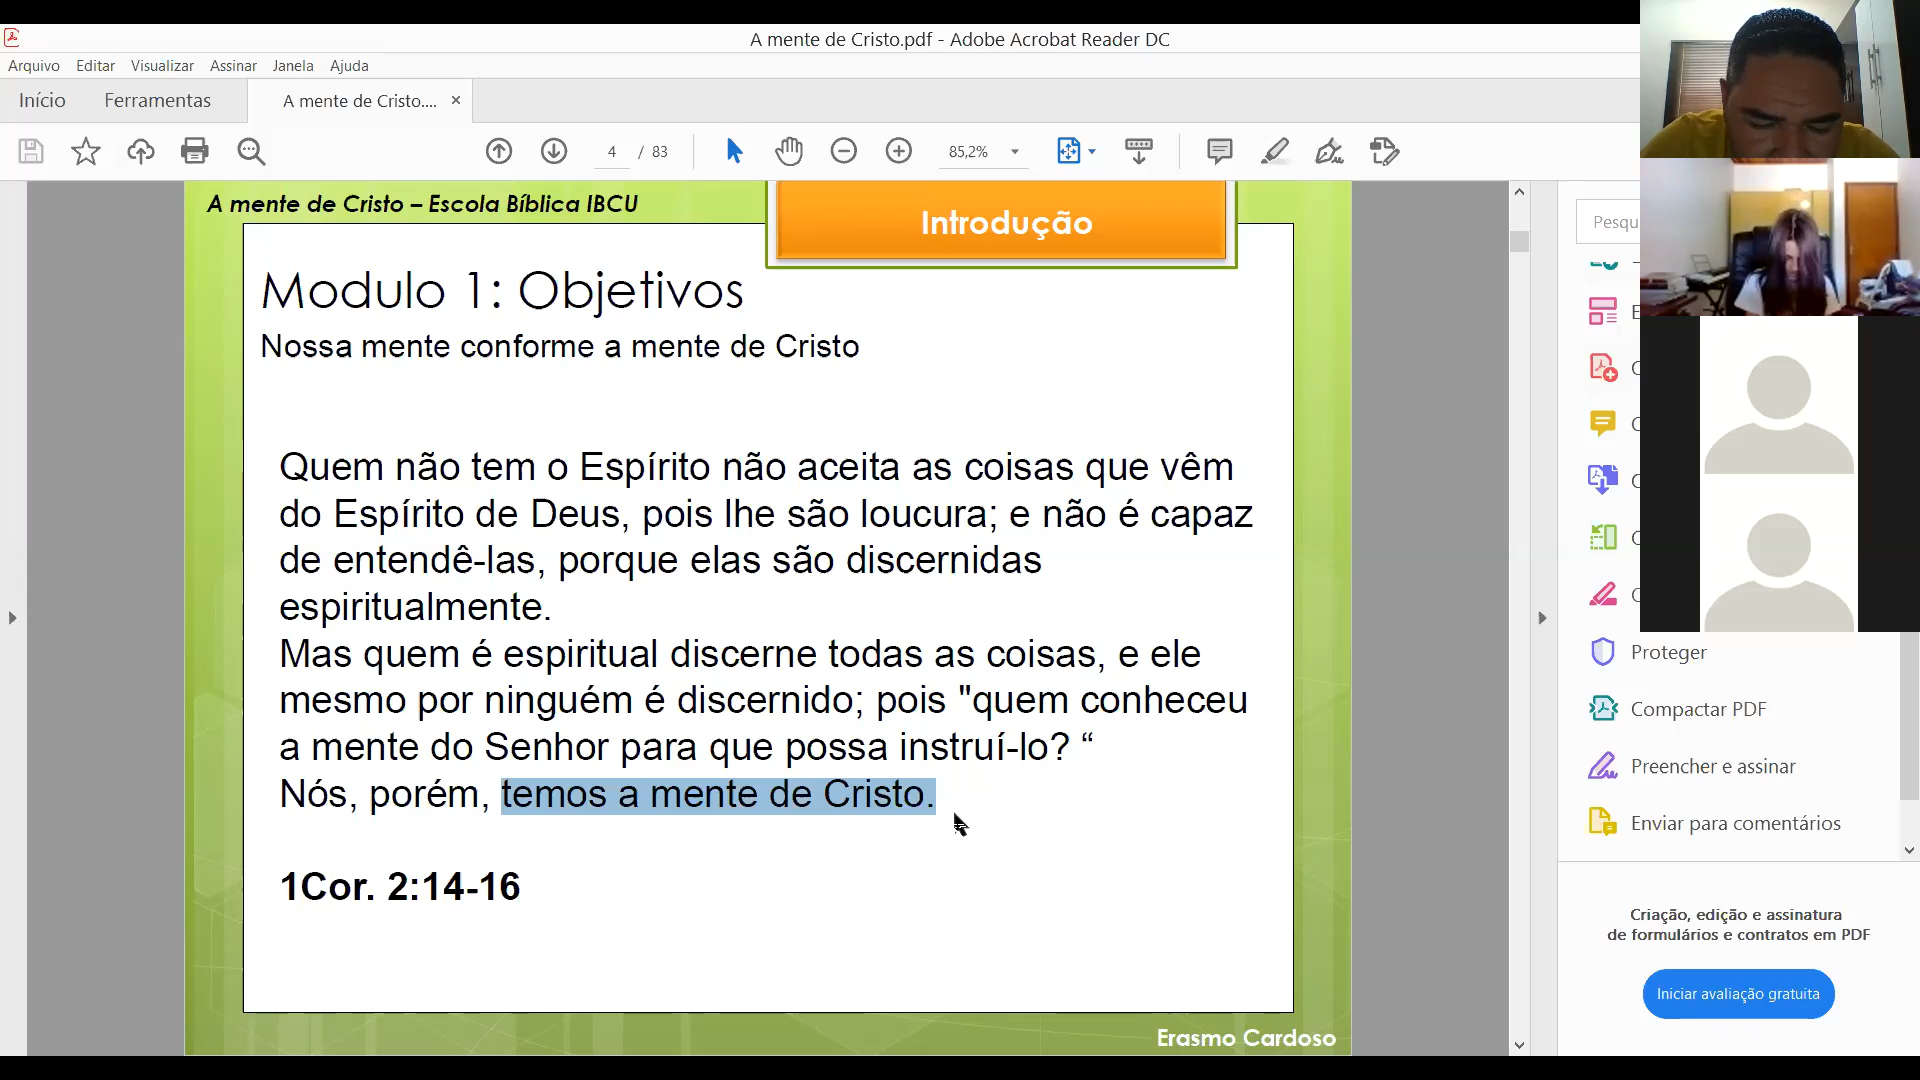 A mente de Cristo.pdf - Adobe Acrobat Reader DC
Arquivo Editar Visualizar Assinar Janela Ajuda
Início Ferramentas A mente de Cristo.... ×
4 / 83 85,2%
A mente de Cristo – Escola Bíblica IBCU
Introdução
Modulo 1: Objetivos
Nossa mente conforme a mente de Cristo
Quem não tem o Espírito não aceita as coisas que vêm
do Espírito de Deus, pois lhe são loucura; e não é capaz
de entendê-las, porque elas são discernidas
espiritualmente.
Mas quem é espiritual discerne todas as coisas, e ele
mesmo por ninguém é discernido; pois "quem conheceu
a mente do Senhor para que possa instruí-lo? “
Nós, porém, temos a mente de Cristo.
1Cor. 2:14-16
Erasmo Cardoso
Pesqu
E
C
C
C
C
C
Proteger
Compactar PDF
Preencher e assinar
Enviar para comentários
Criação, edição e assinatura
de formulários e contratos em PDF
Iniciar avaliação gratuita